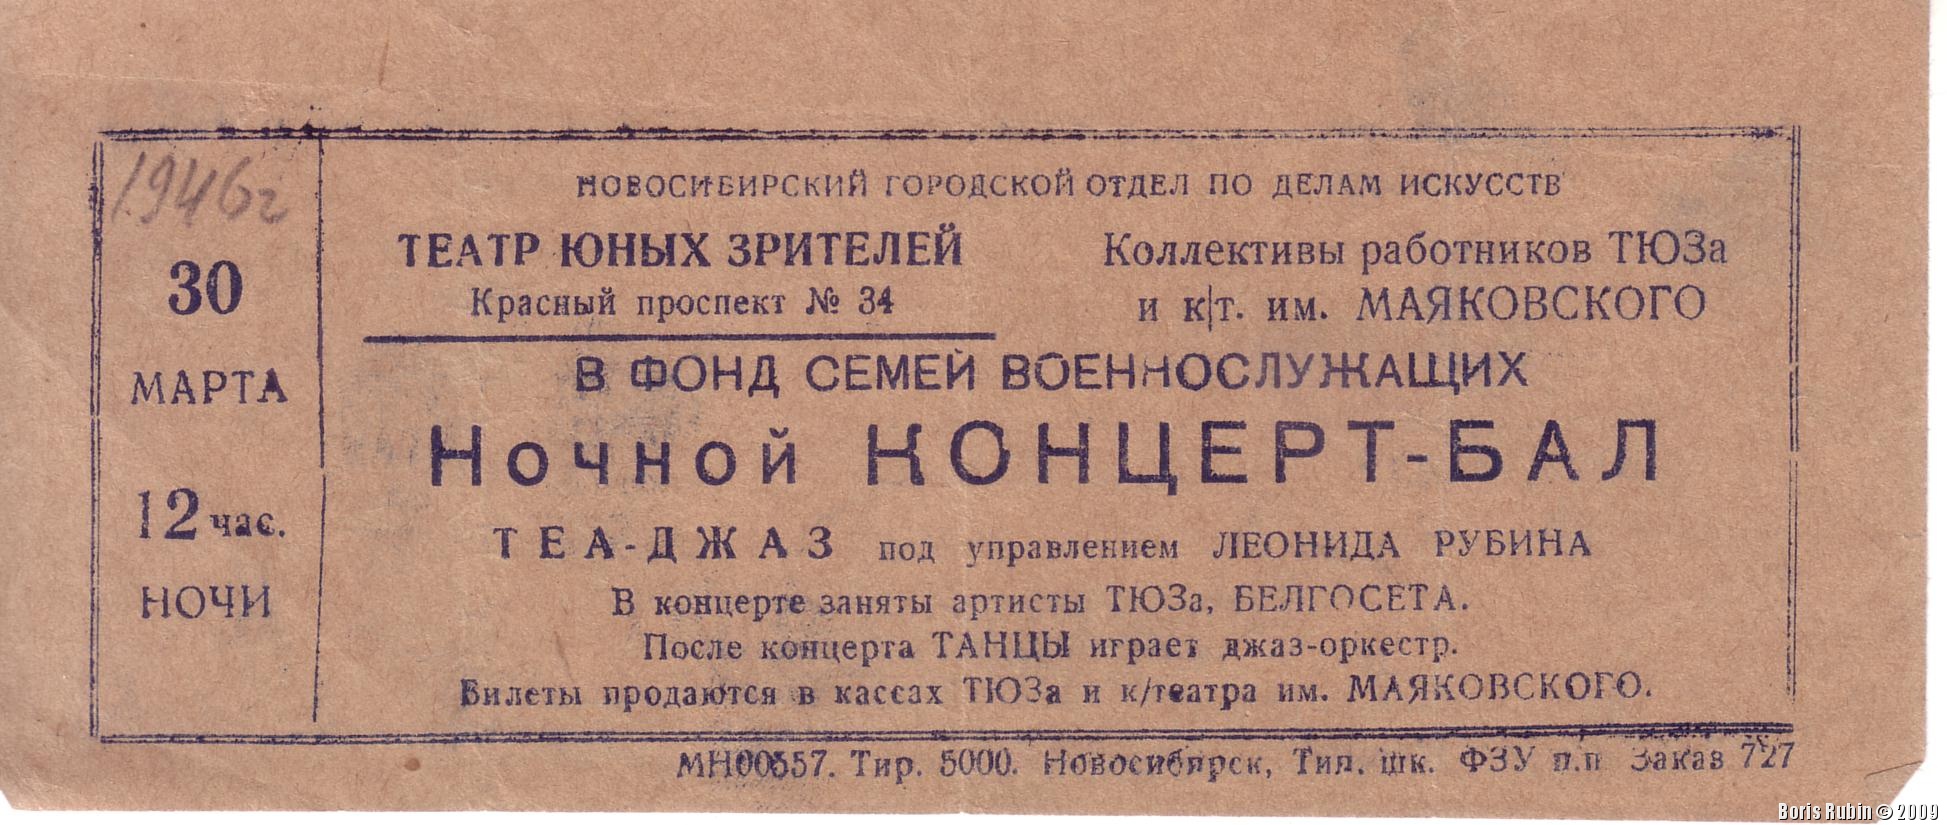 1946г
30
МАРТА
12 час.
НОЧИ
НОВОСИБИРСКИЙ ГОРОДСКОЙ ОТДЕЛ ПО ДЕЛАМ ИСКУССТВ
ТЕАТР ЮНЫХ ЗРИТЕЛЕЙ
Красный проспект № 34
Коллективы работников ТЮЗа
и к/т. им. МАЯКОВСКОГО
В ФОНД СЕМЕЙ ВОЕННОСЛУЖАЩИХ
Ночной КОНЦЕРТ-БАЛ
ТЕА-ДЖАЗ под управлением ЛЕОНИДА РУБИНА
В концерте заняты артисты ТЮЗа, БЕЛГОСЕТА.
После концерта ТАНЦЫ играет джаз-оркестр.
Билеты продаются в кассах ТЮЗа и к/театра им. МАЯКОВСКОГО.
МН00557. Тир. 5000. Новосибирск, Тип. шк. ФЗУ п.п Заказ 727
Boris Rubin © 2009